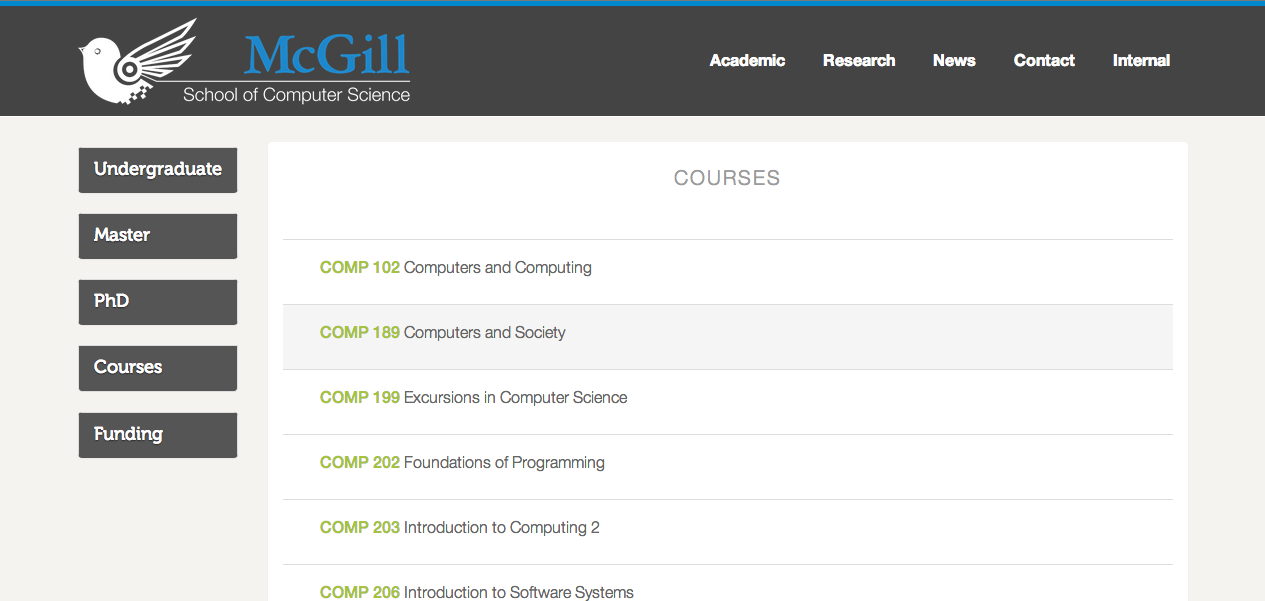 McGill
School of Computer Science
Academic
Research
News
Contact
Internal
Undergraduate
Master
PhD
Courses
Funding
COURSES
COMP 102 Computers and Computing
COMP 189 Computers and Society
COMP 199 Excursions in Computer Science
COMP 202 Foundations of Programming
COMP 203 Introduction to Computing 2
COMP 206 Introduction to Software Systems